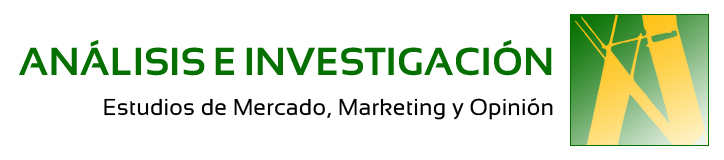 ANÁLISIS E INVESTIGACIÓN
Estudios de Mercado, Marketing y Opinión